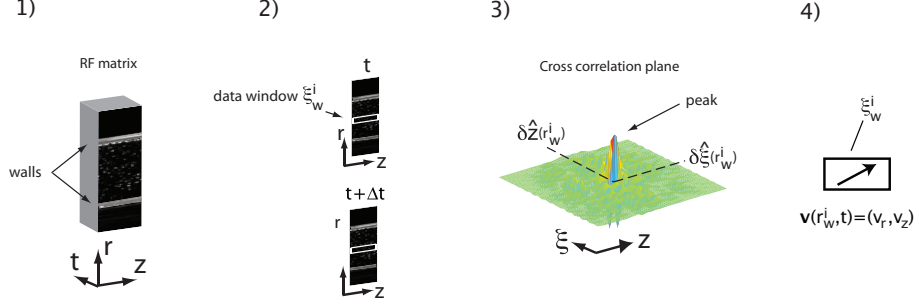 1)
RF matrix
walls
t
r
z
2)
t
data window ξ_w^i
r
z
t+Δt
r
z
3)
Cross correlation plane
peak
δẑ(r_w^i)
δξ̂(r_w^i)
ξ
z
4)
ξ_w^i
v(r_w^i,t)=(v_r,v_z)